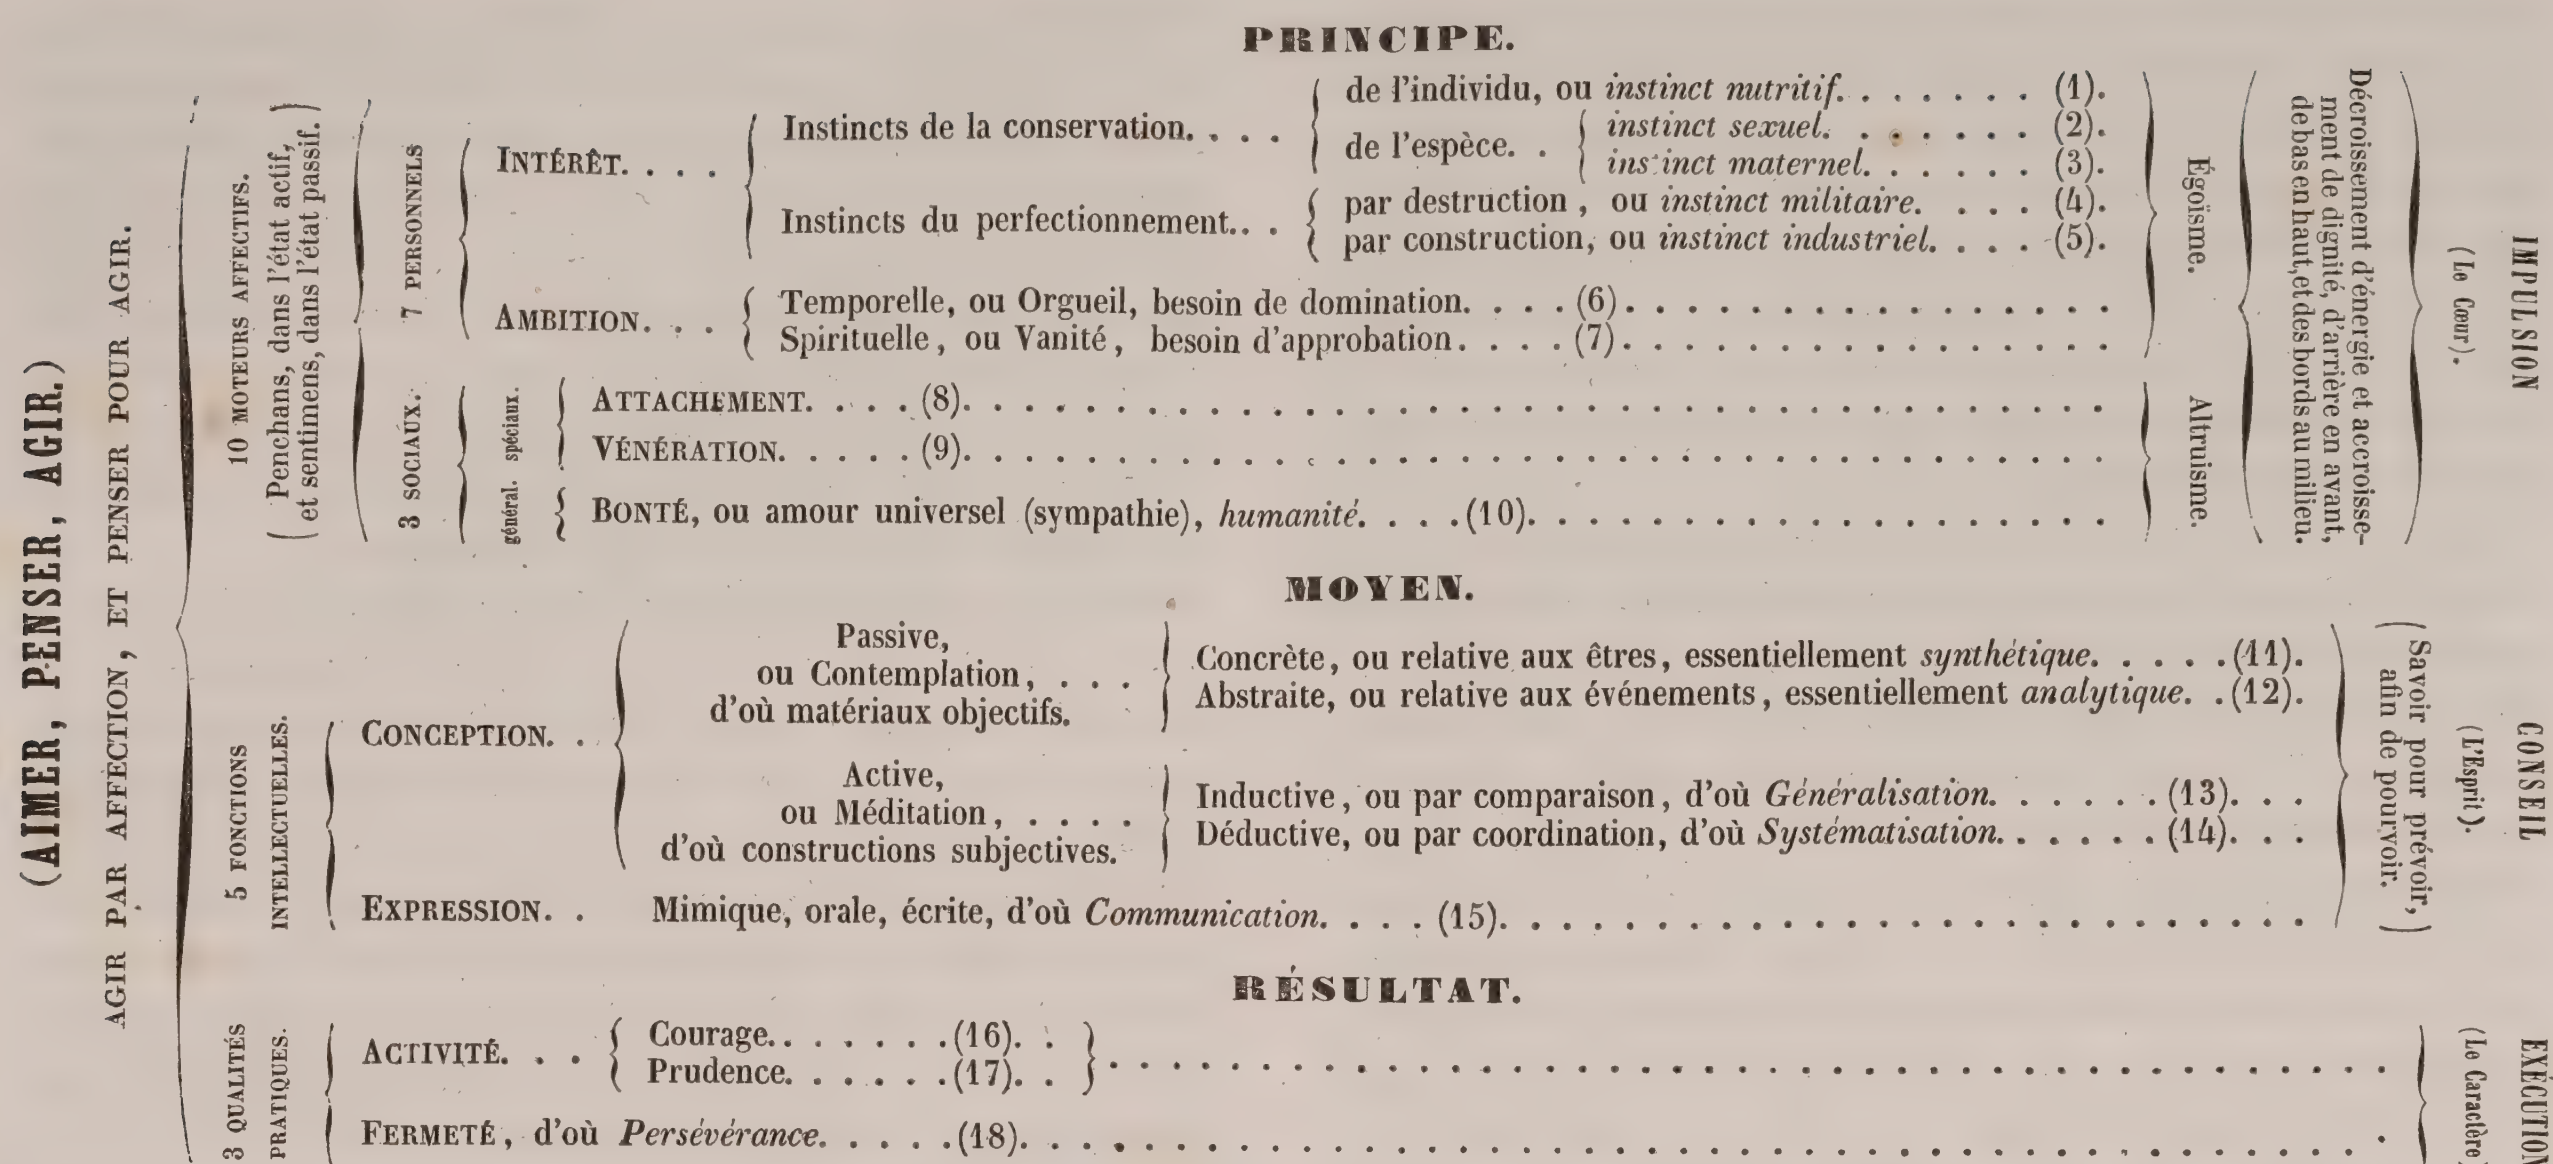 (AIMER, PENSER, AGIR.)
AGIR PAR AFFECTION, ET PENSER POUR AGIR.
PRINCIPE.
10 MOTEURS AFFECTIFS.
(Penchans, dans l'état actif,
et sentimens, dans l'état passif.)
7 PERSONNELS
INTÉRÊT. . . .
Instincts de la conservation. . . .
de l'individu, ou instinct nutritif. . . . . . . (1).
de l'espèce. .
instinct sexuel. . . . . . . (2).
instinct maternel. . . . . . (3).
Instincts du perfectionnement.. .
par destruction, ou instinct militaire. . . . (4).
par construction, ou instinct industriel. . . . (5).
AMBITION. . .
Temporelle, ou Orgueil, besoin de domination. . . . (6). . . . . . . . . . . . . . . .
Spirituelle, ou Vanité, besoin d'approbation. . . . (7). . . . . . . . . . . . . . . .
3 SOCIAUX.
spéciaux.
ATTACHEMENT. . . . . (8). . . . . . . . . . . . . . . . . . . . . . . . . . . . . . . . . . . .
VÉNÉRATION. . . . . (9). . . . . . . . . . . . . . . . . . . . . . . . . . . . . . . . . . . .
général.
BONTÉ, ou amour universel (sympathie), humanité. . . . (10). . . . . . . . . . . . . . . . . . .
Égoïsme.
Altruisme.
Décroissement d'énergie et accroisse-
ment de dignité, d'arrière en avant,
de bas en haut, et des bords au milieu.
(Le Cœur).
IMPULSION
MOYEN.
5 FONCTIONS
INTELLECTUELLES.
CONCEPTION. .
Passive,
ou Contemplation, . . .
d'où matériaux objectifs.
Concrète, ou relative aux êtres, essentiellement synthétique. . . . . (11).
Abstraite, ou relative aux événements, essentiellement analytique. . (12).
Active,
ou Méditation, . . . .
d'où constructions subjectives.
Inductive, ou par comparaison, d'où Généralisation. . . . . . (13). . .
Déductive, ou par coordination, d'où Systématisation. . . . . . (14). . .
EXPRESSION. .
Mimique, orale, écrite, d'où Communication. . . . (15). . . . . . . . . . . . . . . . . . . . . . . . . .
(Savoir pour prévoir,
afin de pourvoir.)
(L'Esprit).
CONSEIL
RÉSULTAT.
3 QUALITÉS
PRATIQUES.
ACTIVITÉ. . .
Courage. . . . . . . (16). .
Prudence. . . . . . (17). .
FERMETÉ, d'où Persévérance. . . . . (18). . . . . . . . . . . . . . . . . . . . . . . . . . . . . . . . . . . . . . . . . .
(Le Caractère)
EXÉCUTION